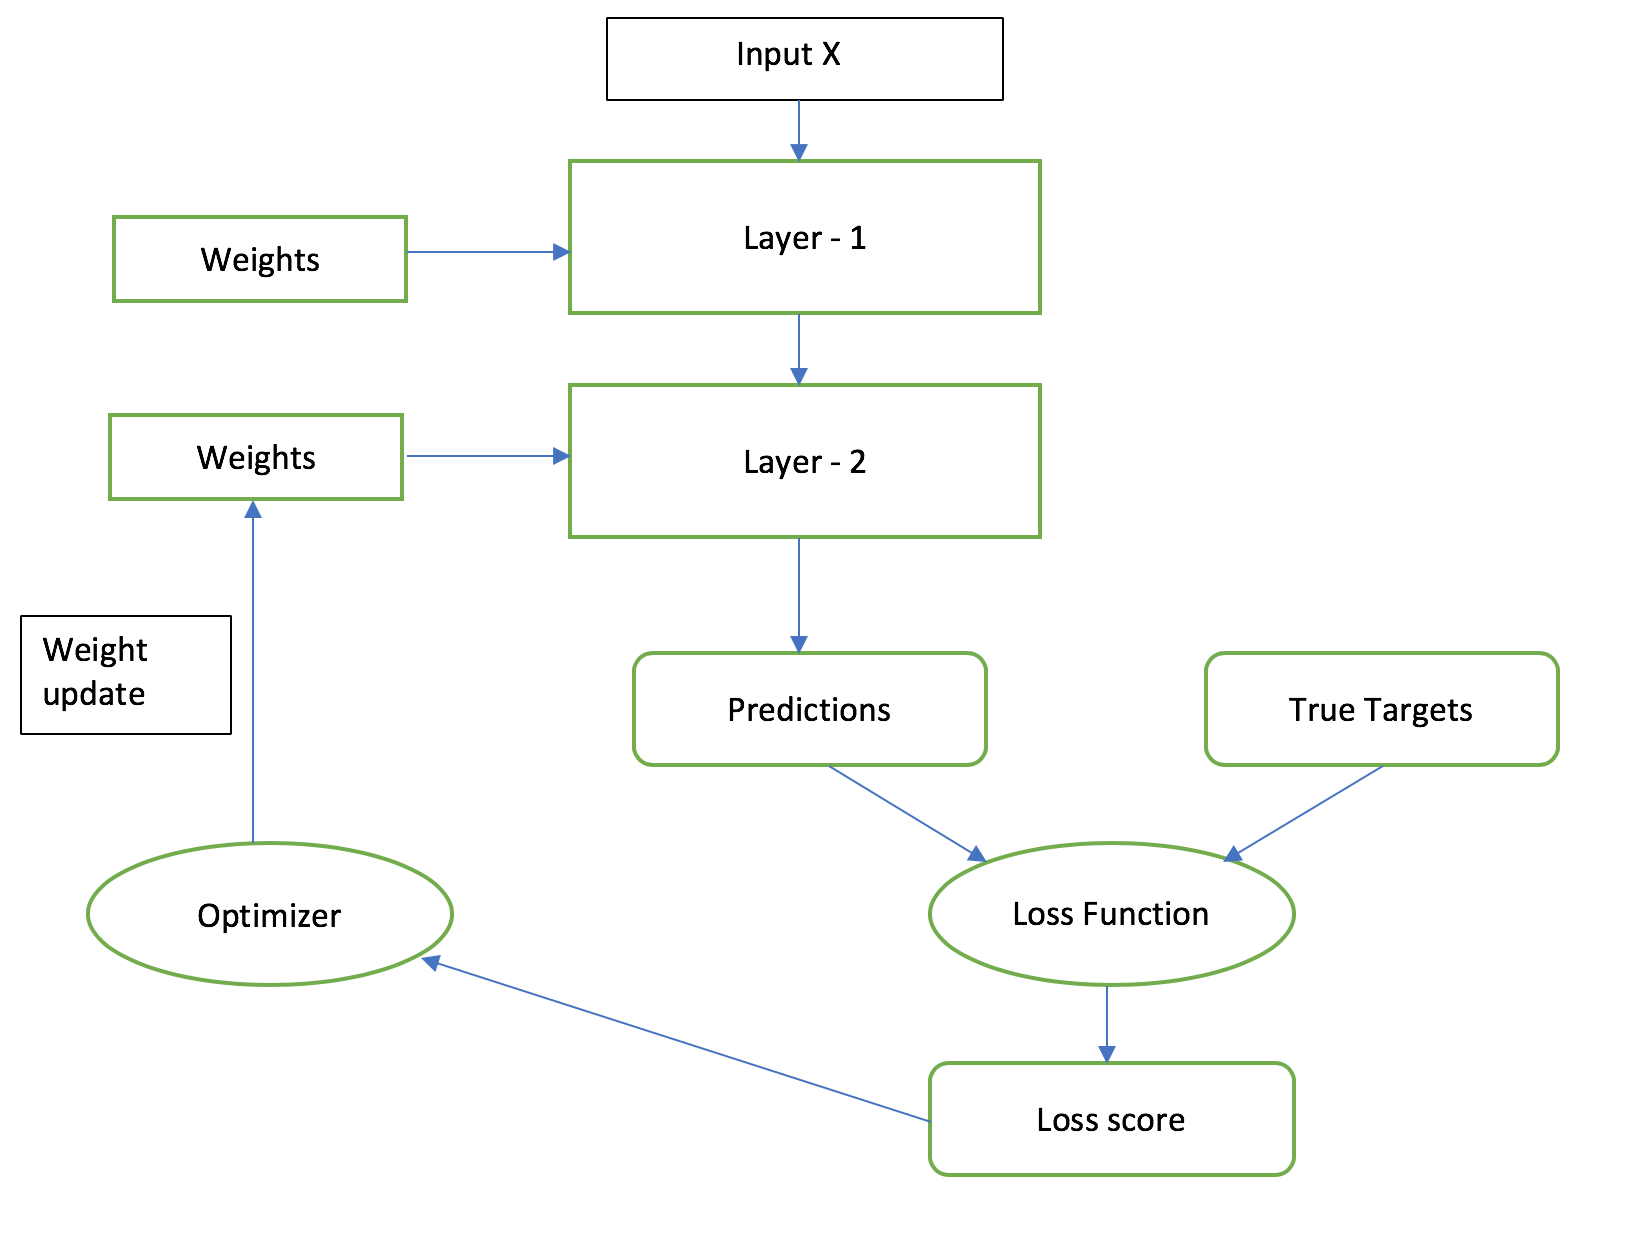 Input X
Layer - 1
Weights
Layer - 2
Weights
Weight
update
Predictions
True Targets
Optimizer
Loss Function
Loss score